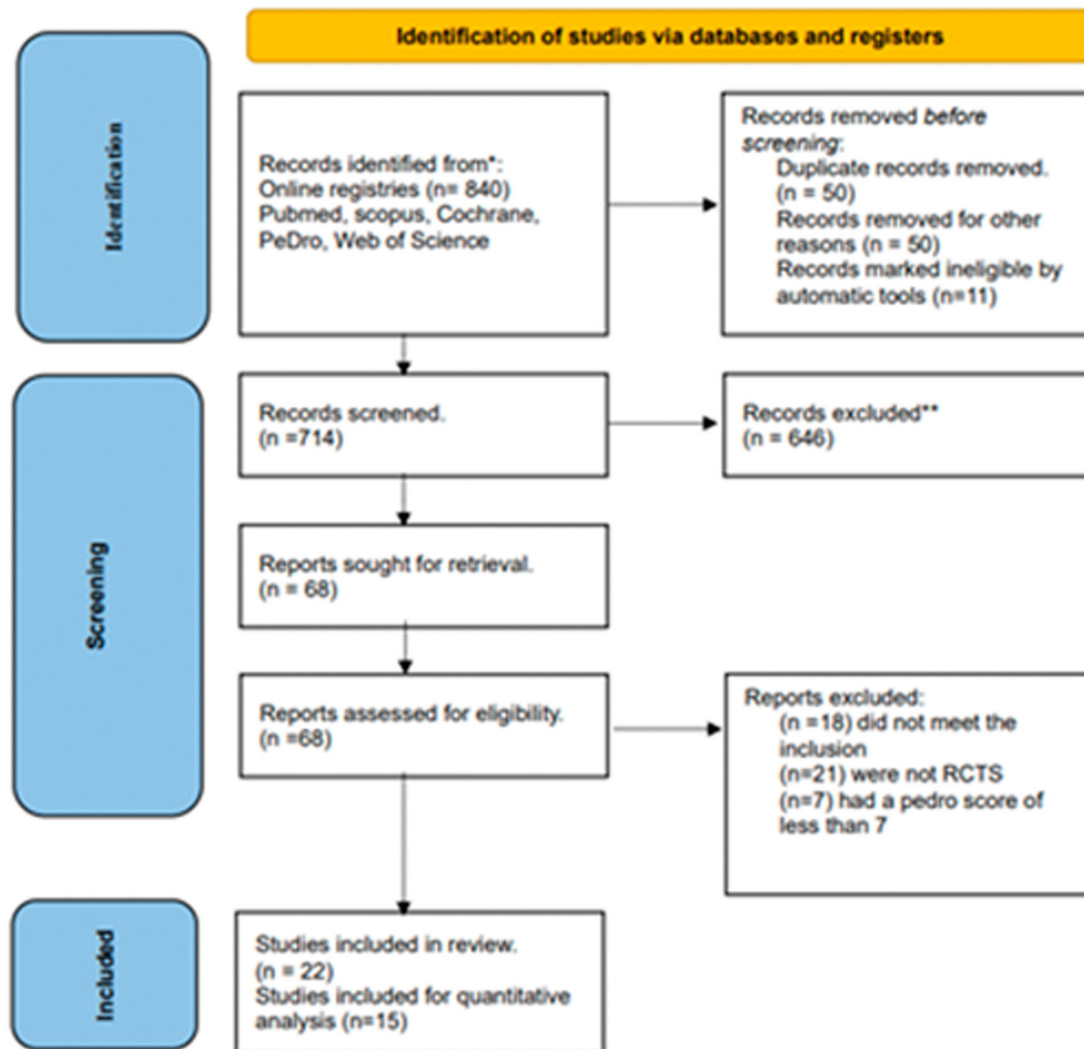 Identification of studies via databases and registers
Identification
Records identified from*:
Online registries (n= 840)
Pubmed, scopus, Cochrane,
PeDro, Web of Science
Records removed before
screening:
Duplicate records removed.
(n = 50)
Records removed for other
reasons (n = 50)
Records marked ineligible by
automatic tools (n=11)
Screening
Records screened.
(n =714)
Records excluded**
(n = 646)
Reports sought for retrieval.
(n = 68)
Reports assessed for eligibility.
(n =68)
Reports excluded:
(n =18) did not meet the
inclusion
(n=21) were not RCTS
(n=7) had a pedro score of
less than 7
Included
Studies included in review.
(n = 22)
Studies included for quantitative
analysis (n=15)